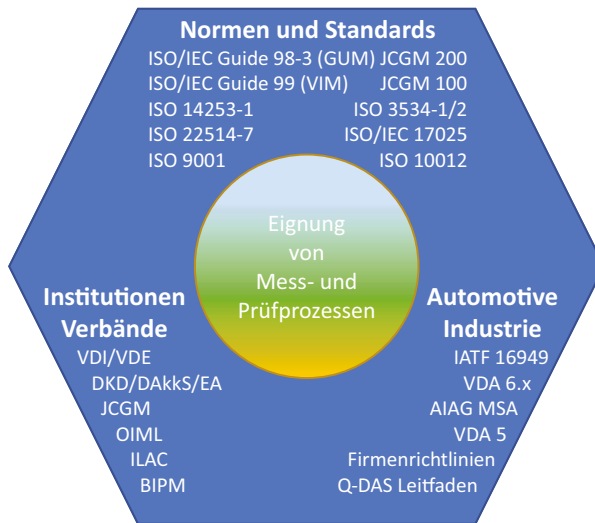 Normen und Standards
ISO/IEC Guide 98-3 (GUM) JCGM 200
ISO/IEC Guide 99 (VIM) JCGM 100
ISO 14253-1 ISO 3534-1/2
ISO 22514-7 ISO/IEC 17025
ISO 9001 ISO 10012
Eignung
von
Mess- und
Prüfprozessen
Institutionen
Verbände
VDI/VDE
DKD/DAkkS/EA
JCGM
OIML
ILAC
BIPM
Automotive
Industrie
IATF 16949
VDA 6.x
AIAG MSA
VDA 5
Firmenrichtlinien
Q-DAS Leitfaden